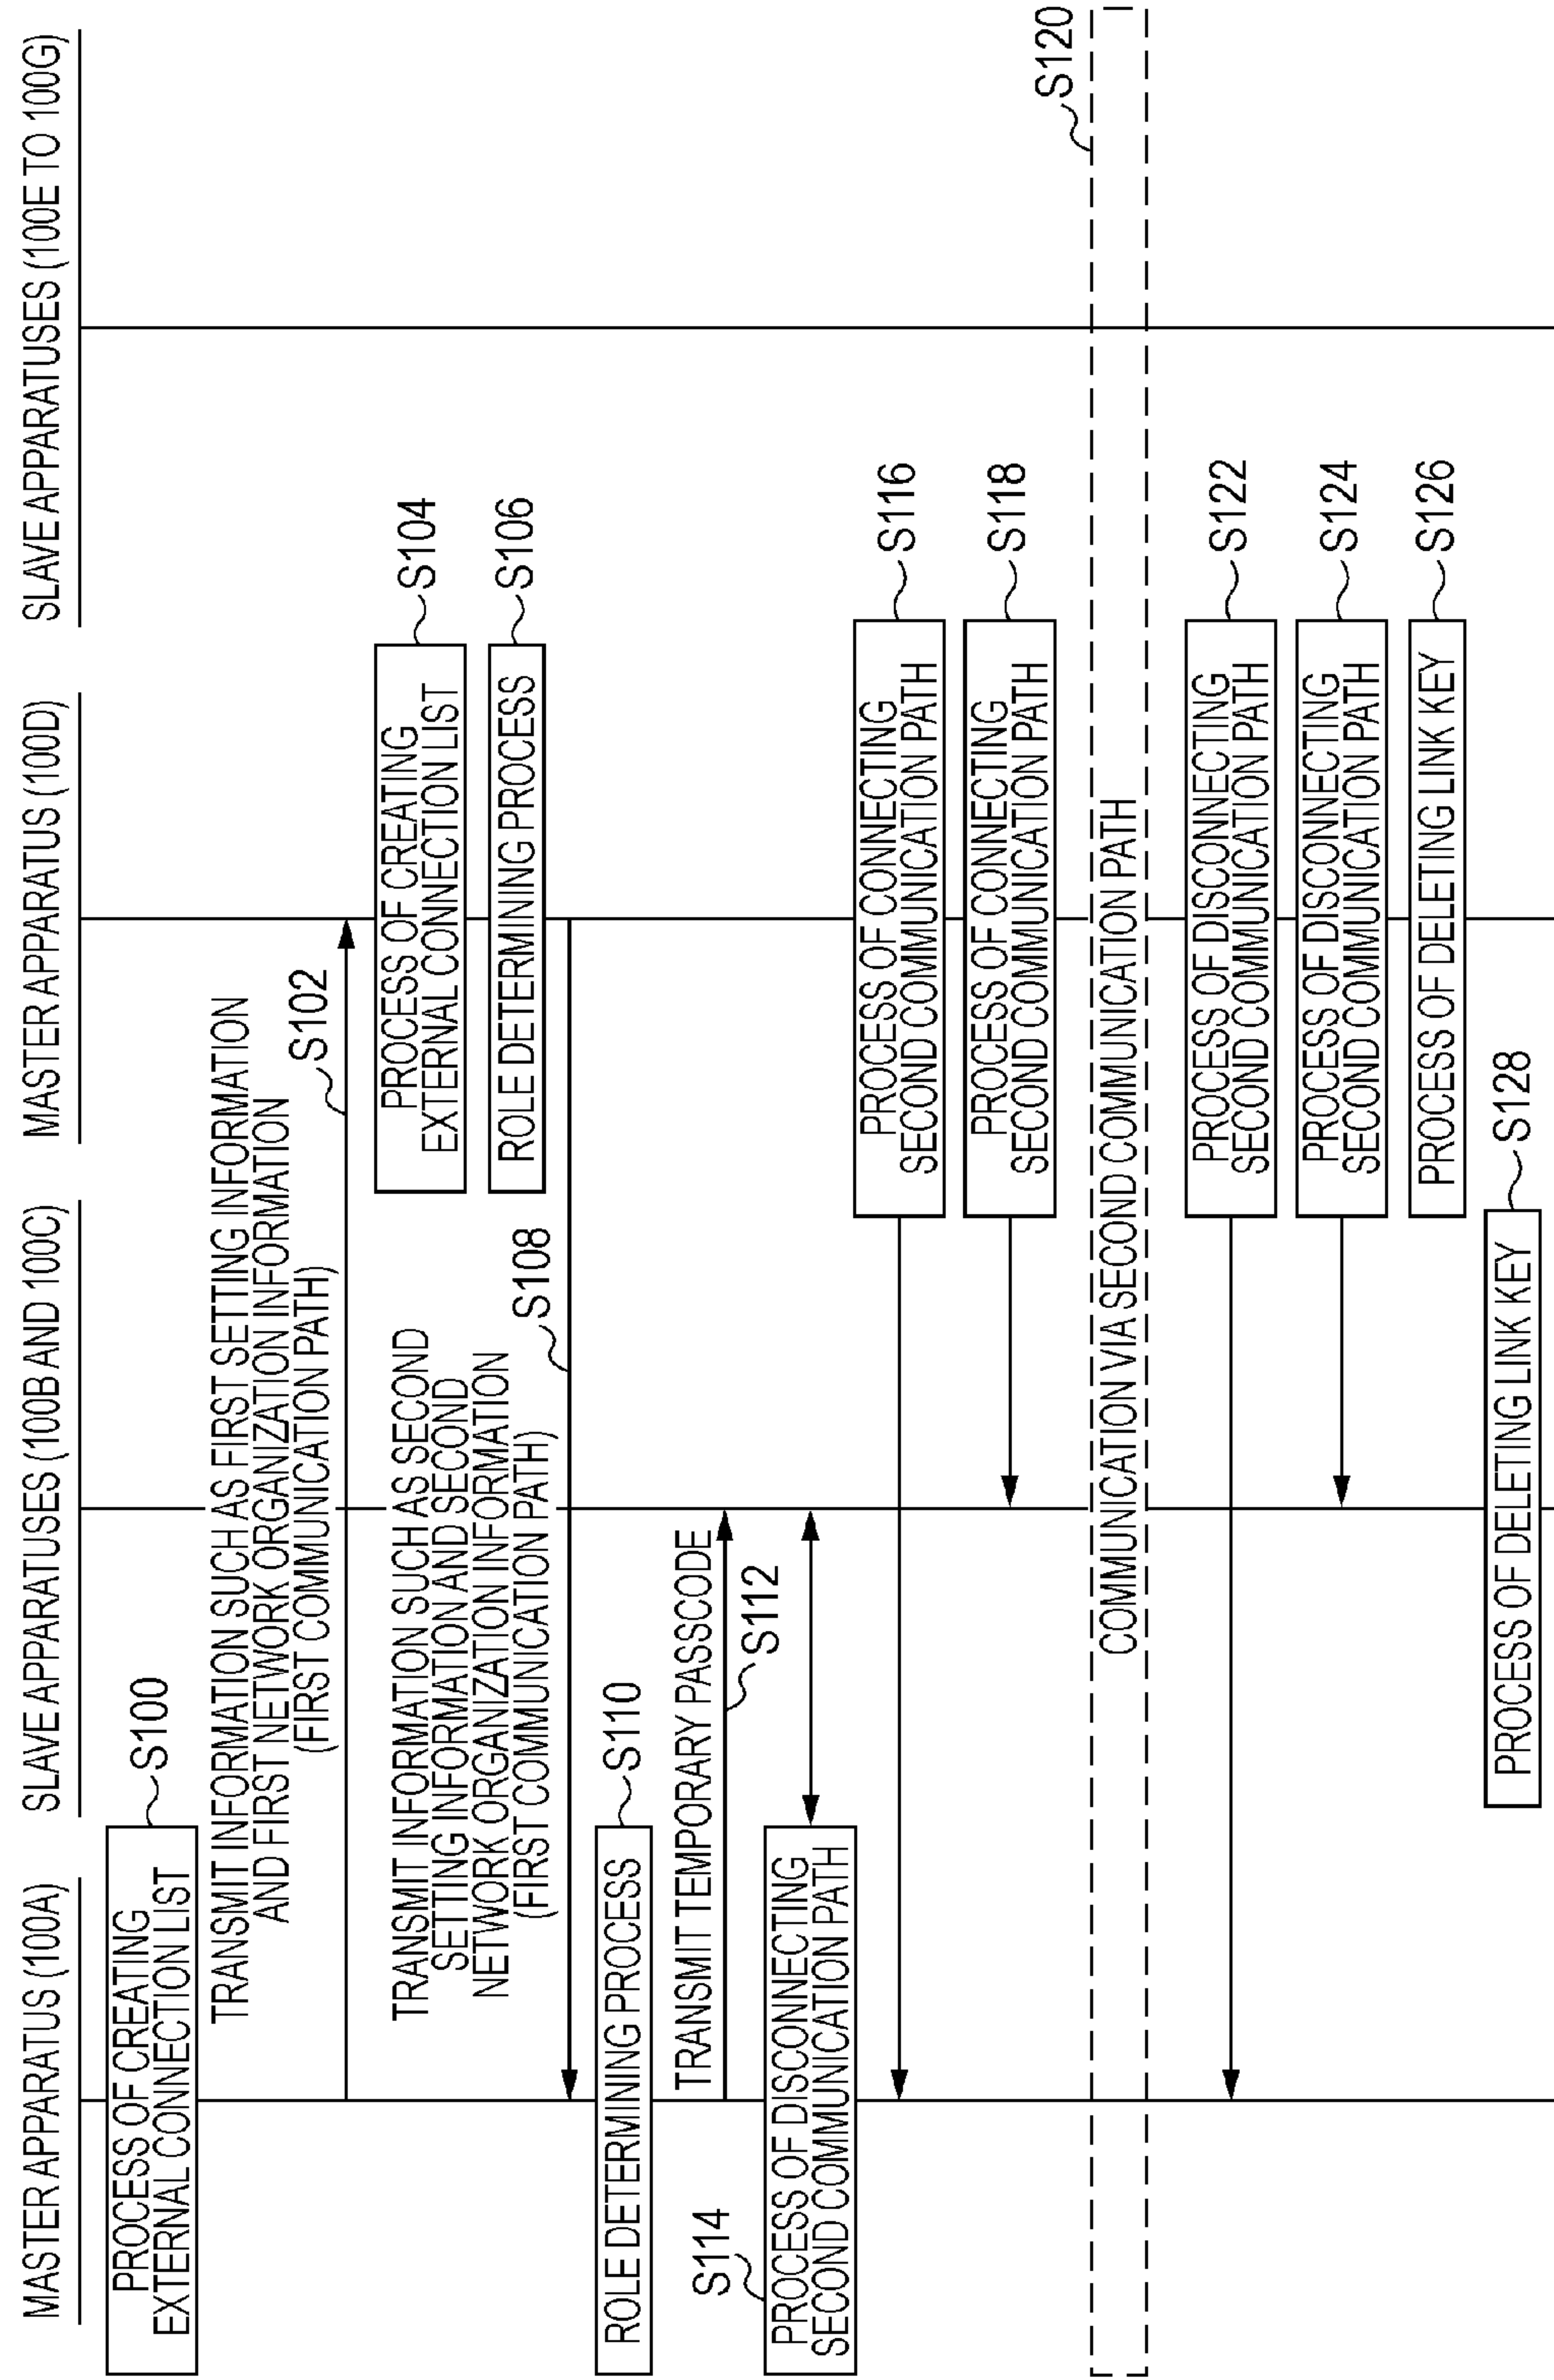 MASTER APPARATUS (100A)
SLAVE APPARATUSES (100B AND 100C)
MASTER APPARATUS (100D)
SLAVE APPARATUSES (100E TO 100G)
PROCESS OF CREATING
EXTERNAL CONNECTION LIST
S100
TRANSMIT INFORMATION SUCH AS FIRST SETTING INFORMATION
AND FIRST NETWORK ORGANIZATION INFORMATION
(FIRST COMMUNICATION PATH)
S102
PROCESS OF CREATING
EXTERNAL CONNECTION LIST
S104
ROLE DETERMINING PROCESS
S106
TRANSMIT INFORMATION SUCH AS SECOND
SETTING INFORMATION AND SECOND
NETWORK ORGANIZATION INFORMATION
(FIRST COMMUNICATION PATH)
S108
ROLE DETERMINING PROCESS
S110
TRANSMIT TEMPORARY PASSCODE
S112
S114
PROCESS OF DISCONNECTING
SECOND COMMUNICATION PATH
PROCESS OF CONNECTING
SECOND COMMUNICATION PATH
S116
PROCESS OF CONNECTING
SECOND COMMUNICATION PATH
S118
COMMUNICATION VIA SECOND COMMUNICATION PATH
S120
PROCESS OF DISCONNECTING
SECOND COMMUNICATION PATH
S122
PROCESS OF DISCONNECTING
SECOND COMMUNICATION PATH
S124
PROCESS OF DELETING LINK KEY
S126
PROCESS OF DELETING LINK KEY
S128